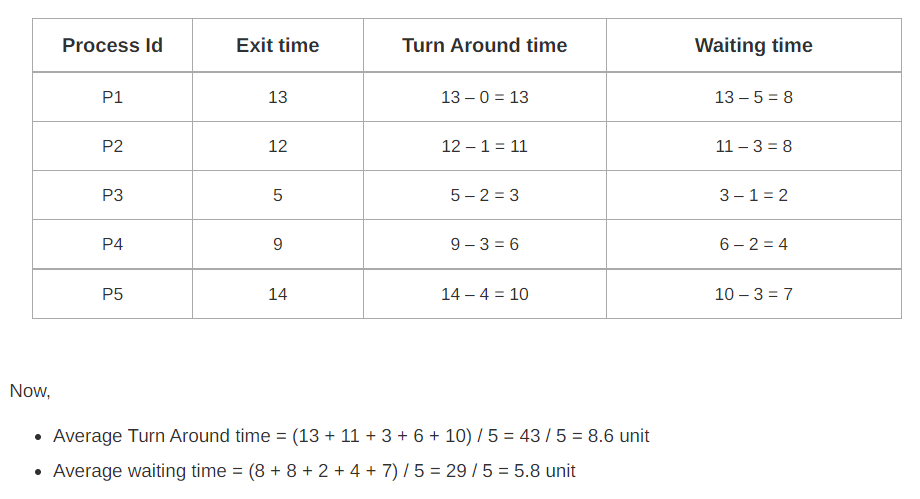 Process Id Exit time Turn Around time Waiting time
P1 13 13 – 0 = 13 13 – 5 = 8
P2 12 12 – 1 = 11 11 – 3 = 8
P3 5 5 – 2 = 3 3 – 1 = 2
P4 9 9 – 3 = 6 6 – 2 = 4
P5 14 14 – 4 = 10 10 – 3 = 7
Now,
• Average Turn Around time = (13 + 11 + 3 + 6 + 10) / 5 = 43 / 5 = 8.6 unit
• Average waiting time = (8 + 8 + 2 + 4 + 7) / 5 = 29 / 5 = 5.8 unit